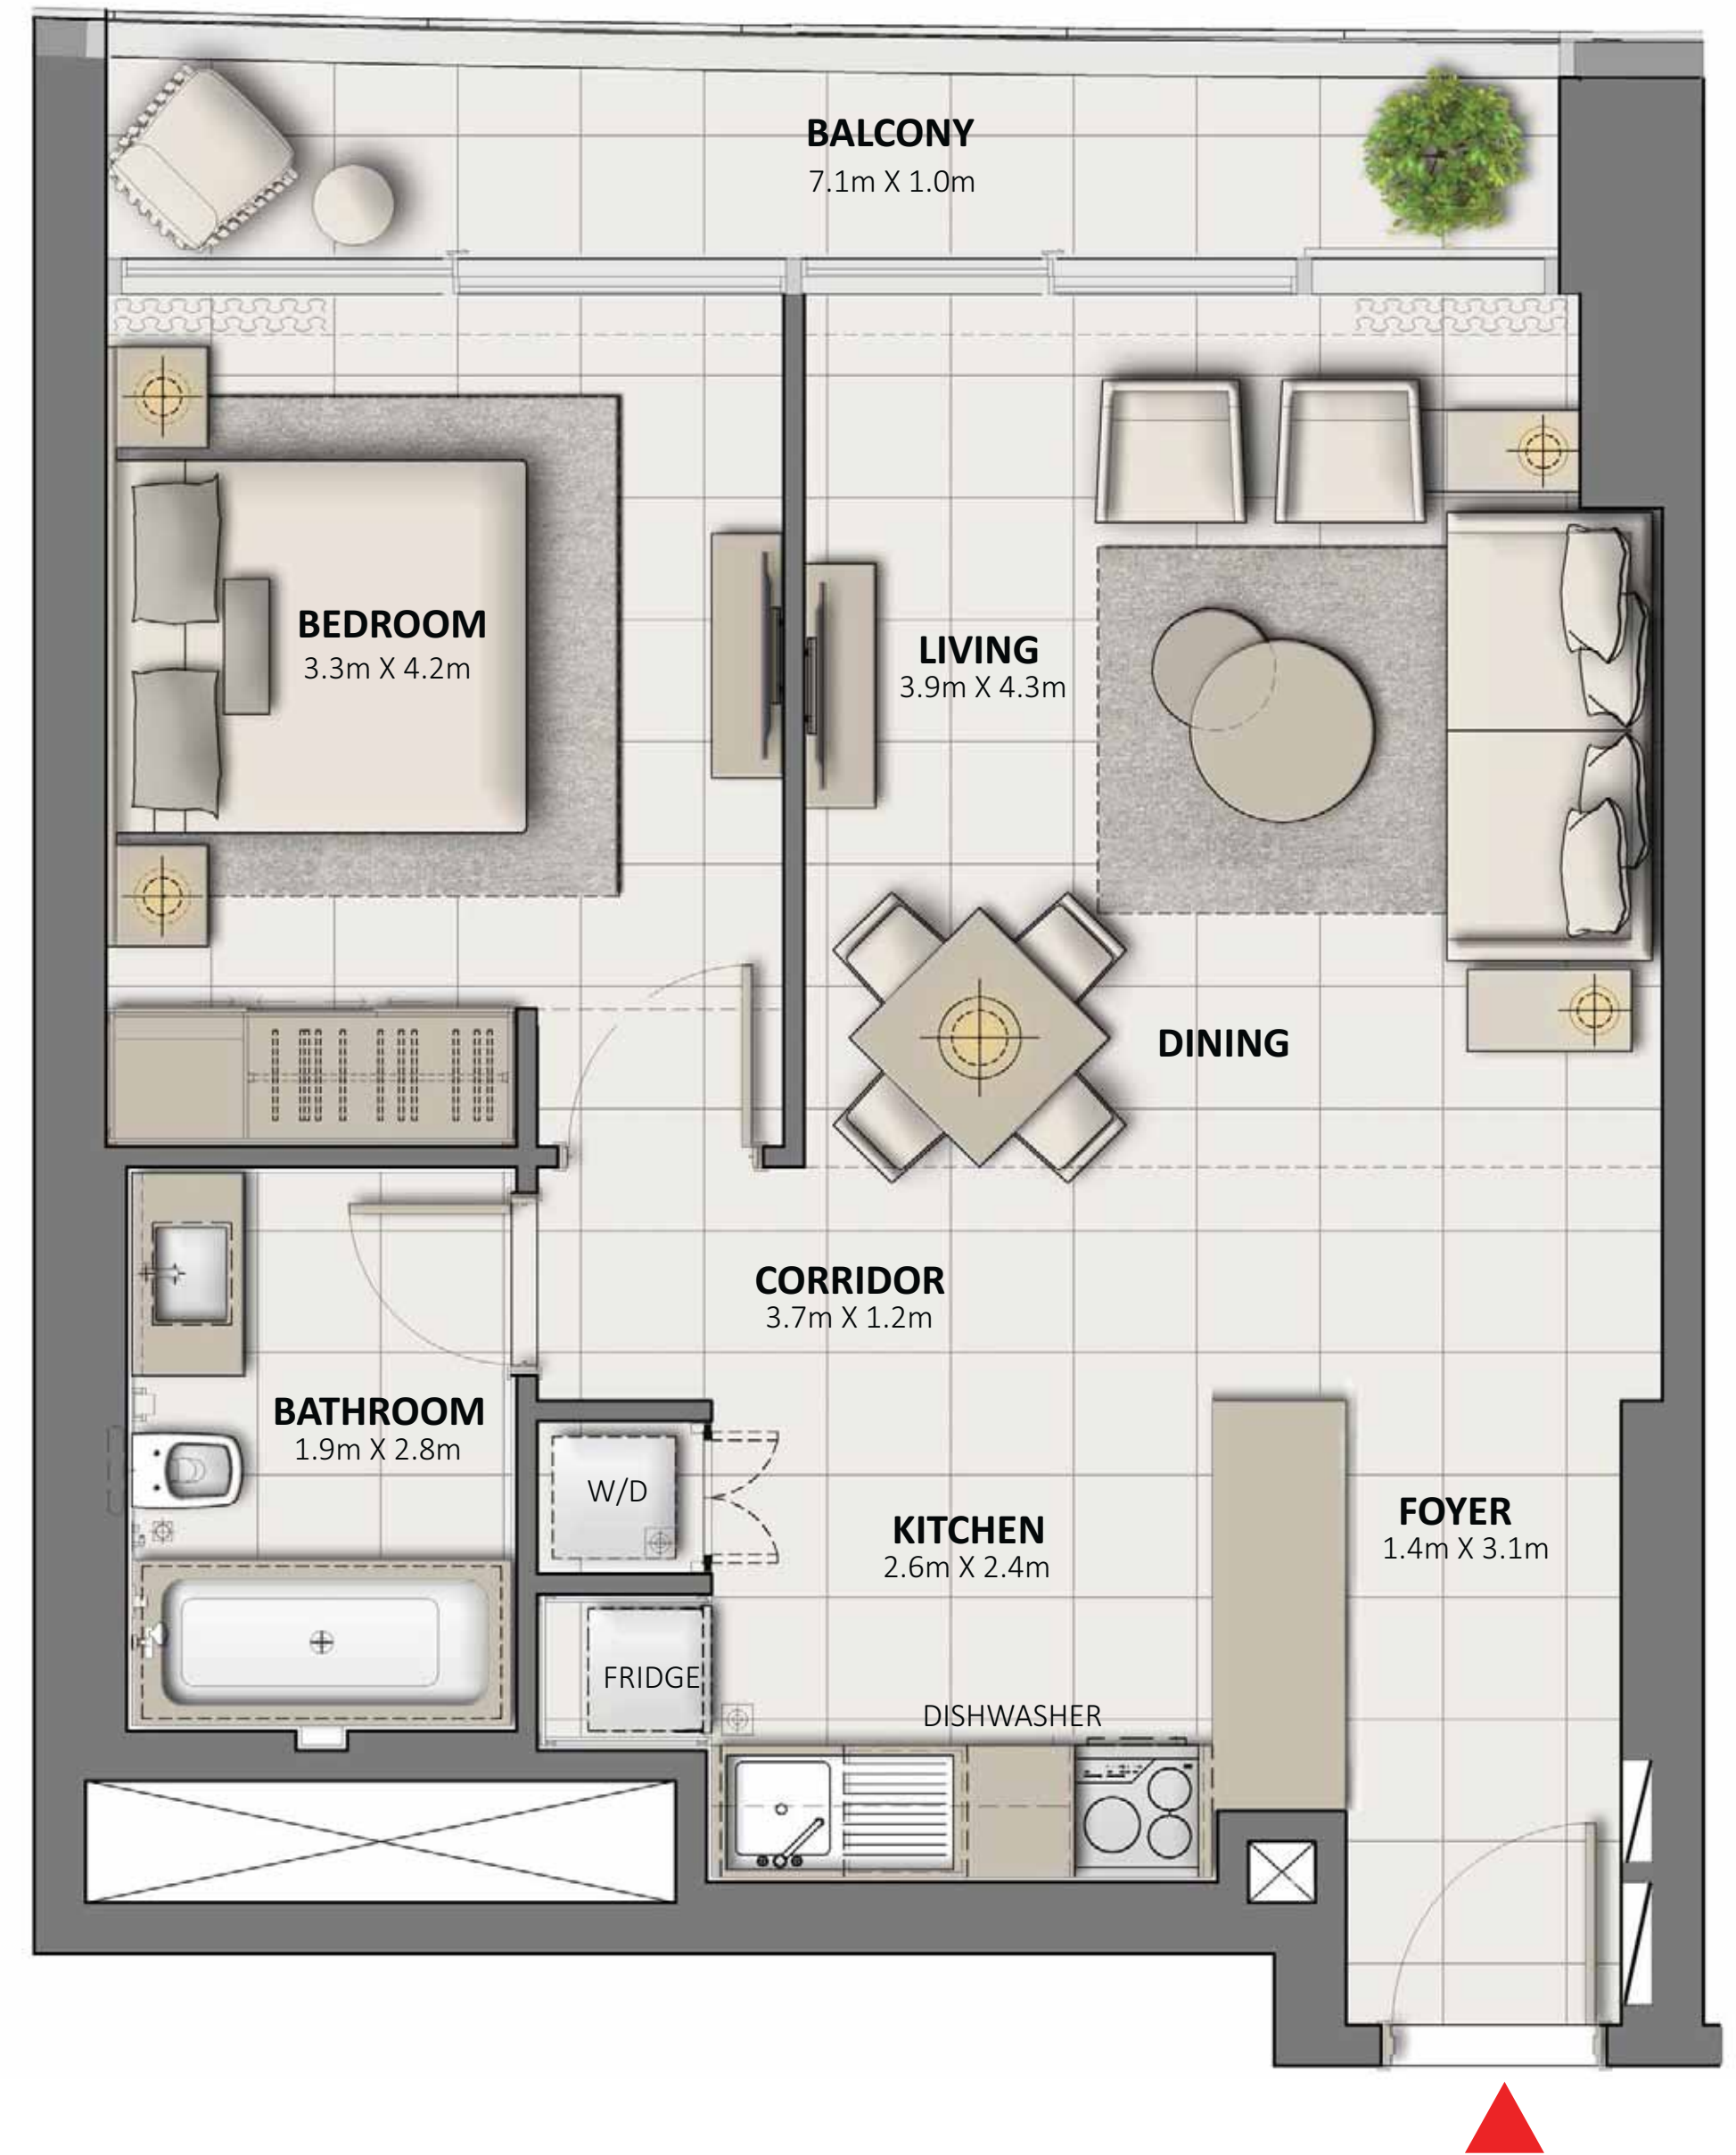 BALCONY
7.1m X 1.0m
BEDROOM
3.3m X 4.2m
LIVING
3.9m X 4.3m
DINING
CORRIDOR
3.7m X 1.2m
BATHROOM
1.9m X 2.8m
W/D
KITCHEN
2.6m X 2.4m
FOYER
1.4m X 3.1m
FRIDGE
DISHWASHER